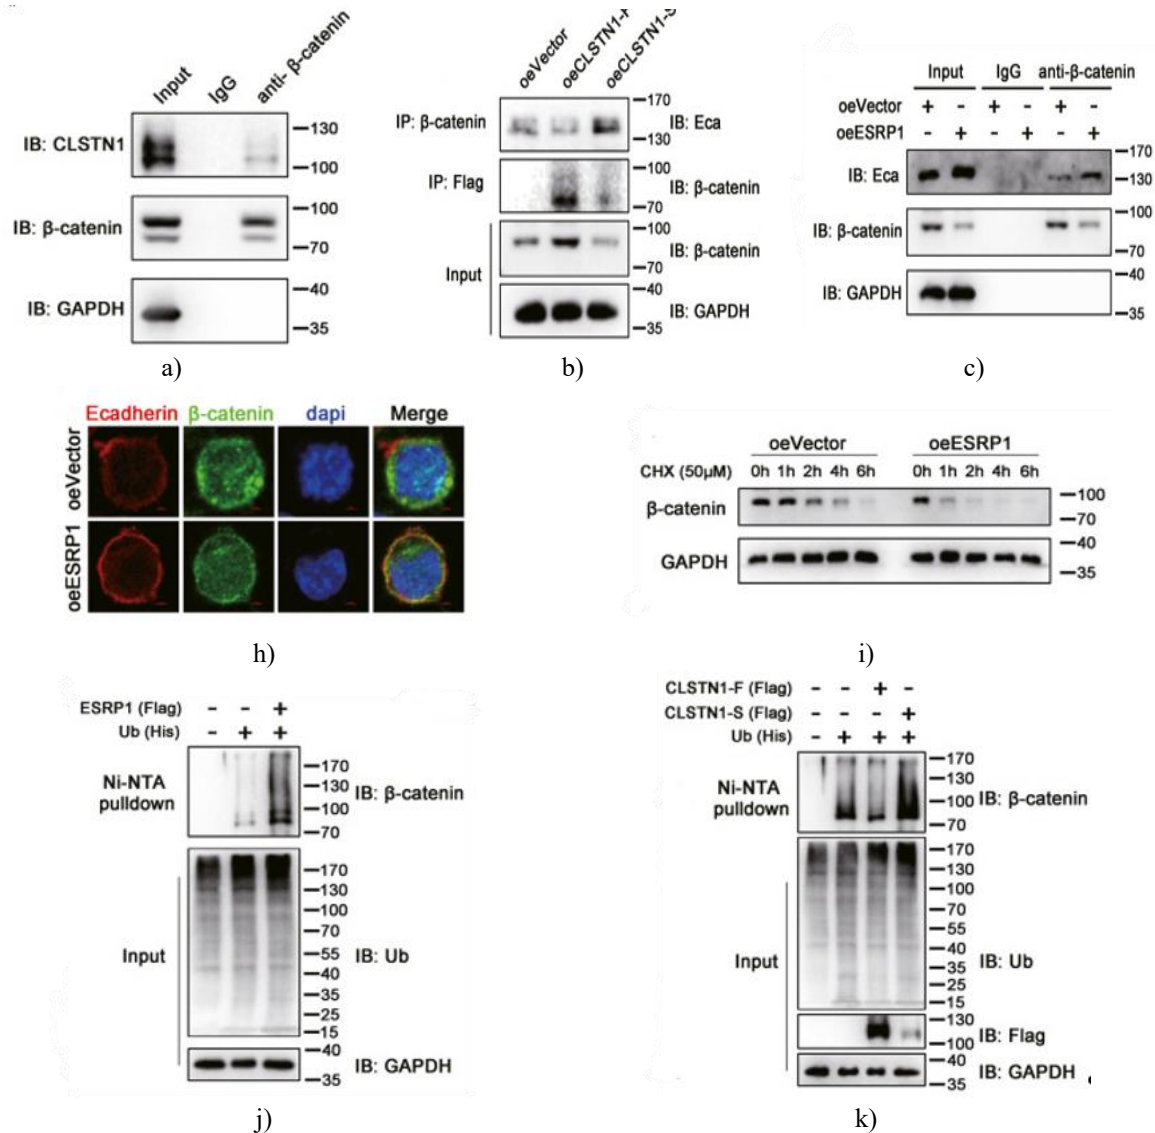 Input IgG anti- β-catenin
IB: CLSTN1
130
100
IB: β-catenin
100
70
IB: GAPDH
40
35
a)
oeVector oeCLSTN1-F oeCLSTN1-S
IP: β-catenin
170
130
IB: Eca
IP: Flag
100
70
IB: β-catenin
Input
100
70
IB: β-catenin
40
35
IB: GAPDH
b)
Input IgG anti-β-catenin
oeVector + - + - + -
oeESRP1 - + - + - +
IB: Eca
170
130
IB: β-catenin
100
70
IB: GAPDH
40
35
c)
Ecadherin β-catenin dapi Merge
oeVector
oeESRP1
h)
oeVector oeESRP1
CHX (50μM) 0h 1h 2h 4h 6h 0h 1h 2h 4h 6h
β-catenin
100
70
GAPDH
40
35
i)
ESRP1 (Flag) - - +
Ub (His) - + +
Ni-NTA
pulldown
170
130
100
70
IB: β-catenin
Input
170
130
100
70
55
40
35
25
15
IB: Ub
40
35
IB: GAPDH
j)
CLSTN1-F (Flag) - - + -
CLSTN1-S (Flag) - - - +
Ub (His) - + + +
Ni-NTA
pulldown
170
130
100
70
IB: β-catenin
Input
170
130
100
70
55
40
35
25
15
IB: Ub
130
100
IB: Flag
40
35
IB: GAPDH
k)